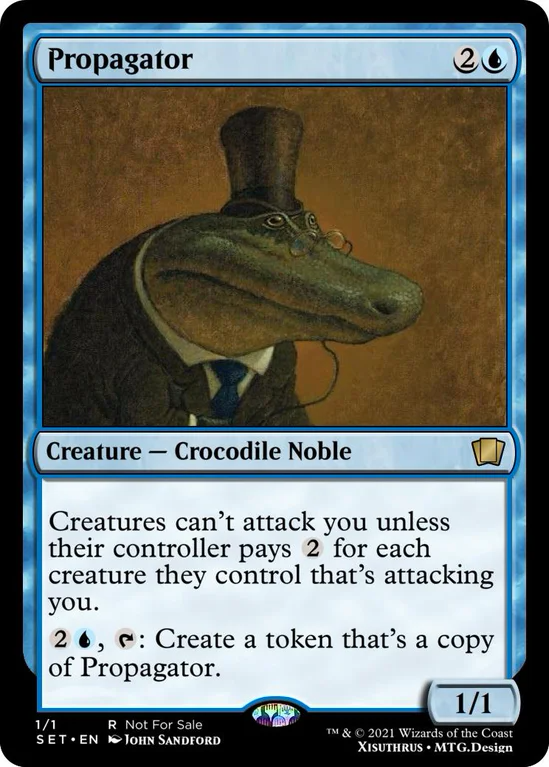 Propagator 2
Creature — Crocodile Noble
Creatures can't attack you unless
their controller pays 2 for each
creature they control that's attacking
you.
2, : Create a token that's a copy
of Propagator.
1/1
1/1 R Not For Sale
SET • EN John Sandford
™ & © 2021 Wizards of the Coast
Xisuthrus • MTG.Design